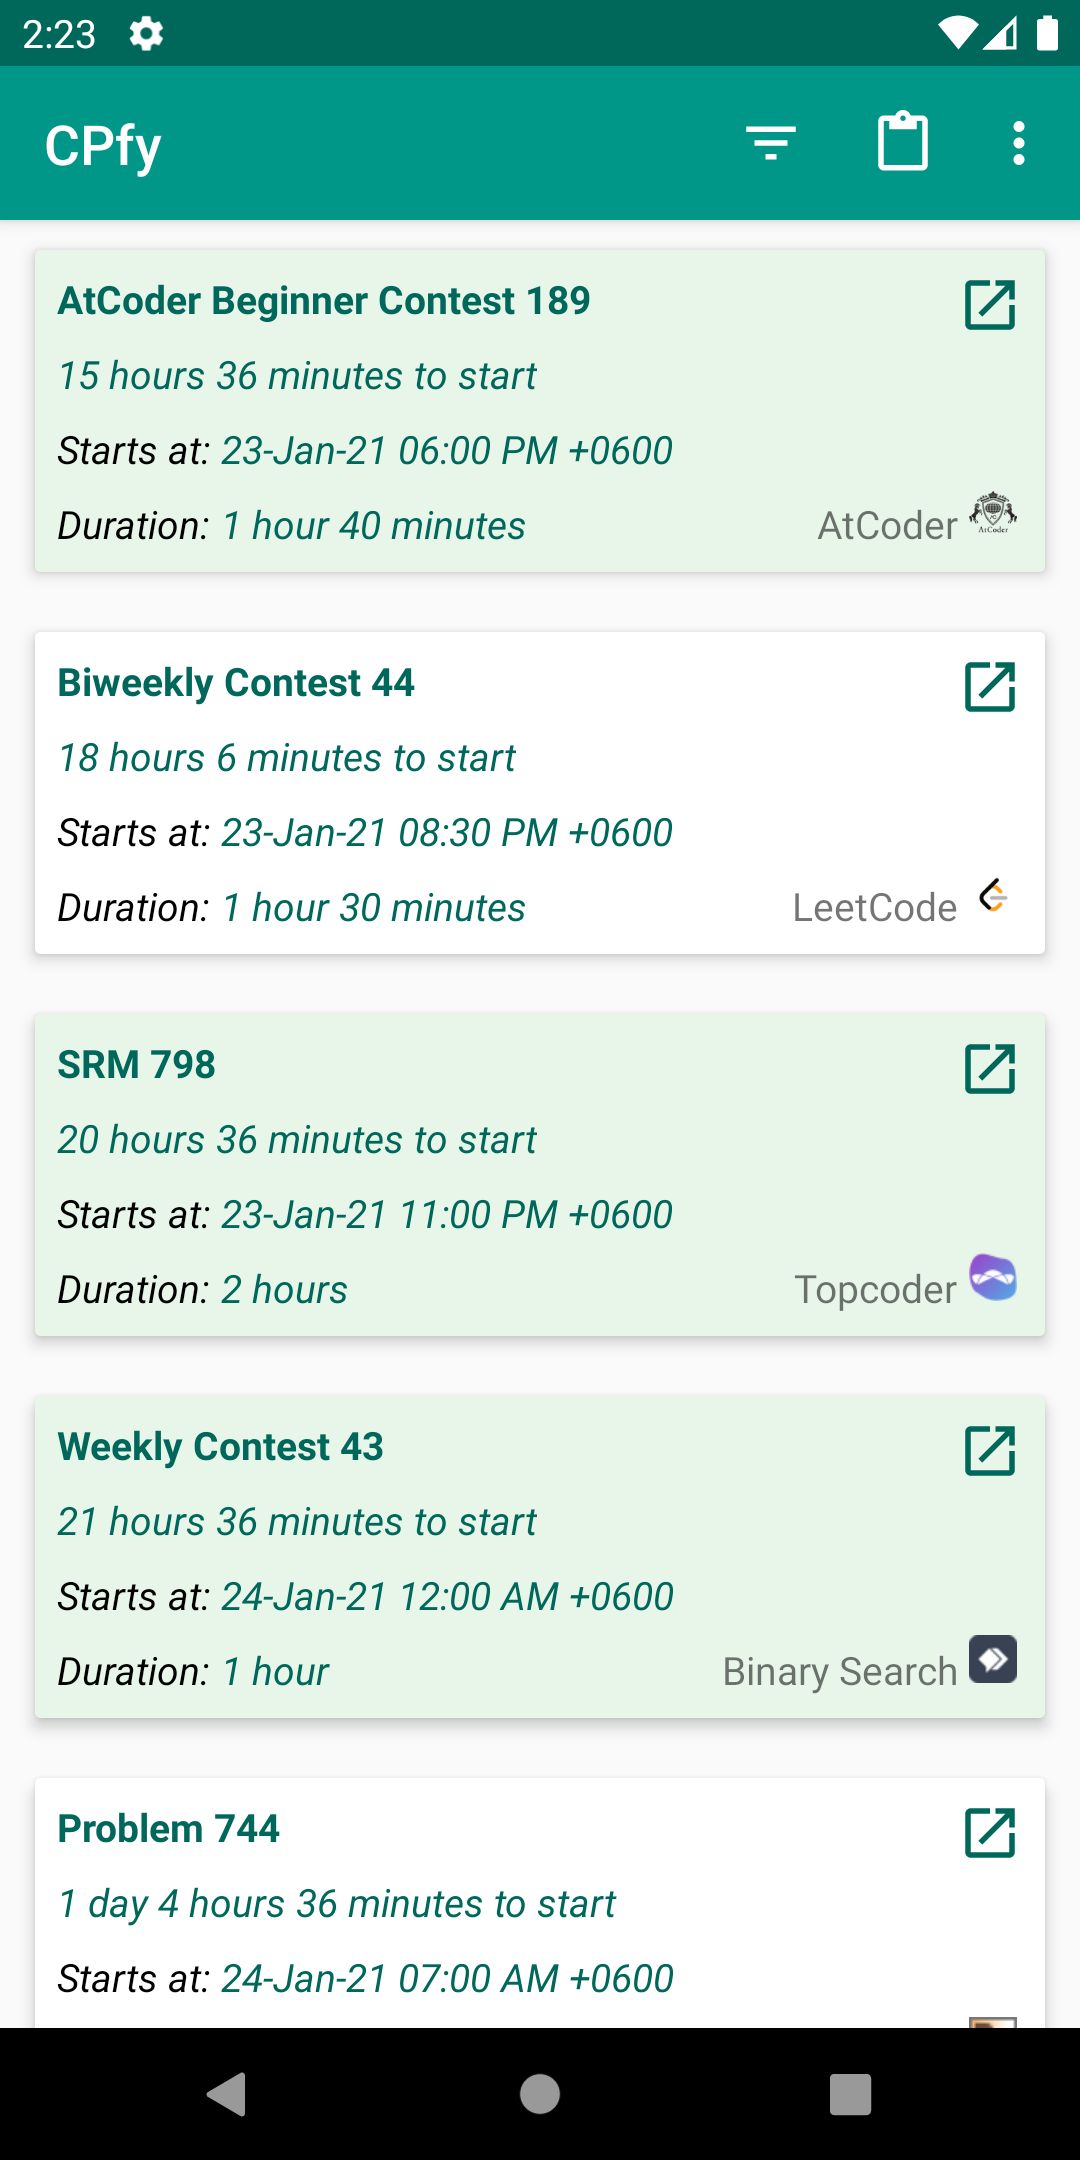 2:23
CPfy
AtCoder Beginner Contest 189
15 hours 36 minutes to start
Starts at: 23-Jan-21 06:00 PM +0600
Duration: 1 hour 40 minutes
AtCoder
AtCoder
Biweekly Contest 44
18 hours 6 minutes to start
Starts at: 23-Jan-21 08:30 PM +0600
Duration: 1 hour 30 minutes
LeetCode
SRM 798
20 hours 36 minutes to start
Starts at: 23-Jan-21 11:00 PM +0600
Duration: 2 hours
Topcoder
Weekly Contest 43
21 hours 36 minutes to start
Starts at: 24-Jan-21 12:00 AM +0600
Duration: 1 hour
Binary Search
Problem 744
1 day 4 hours 36 minutes to start
Starts at: 24-Jan-21 07:00 AM +0600